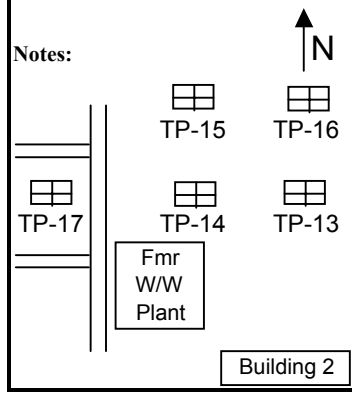 N
Notes:
TP-15 TP-16
TP-17 TP-14 TP-13
Fmr
W/W
Plant
Building 2